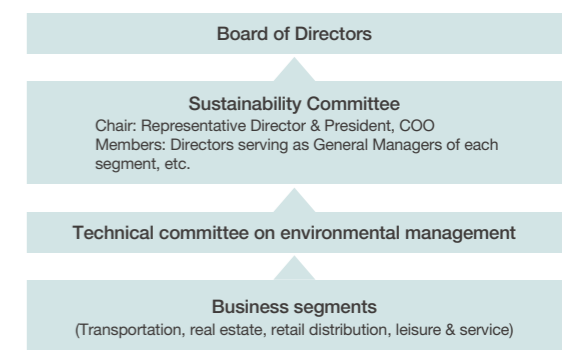 Board of Directors
Sustainability Committee
Chair: Representative Director & President, COO
Members: Directors serving as General Managers of each
segment, etc.
Technical committee on environmental management
Business segments
(Transportation, real estate, retail distribution, leisure & service)